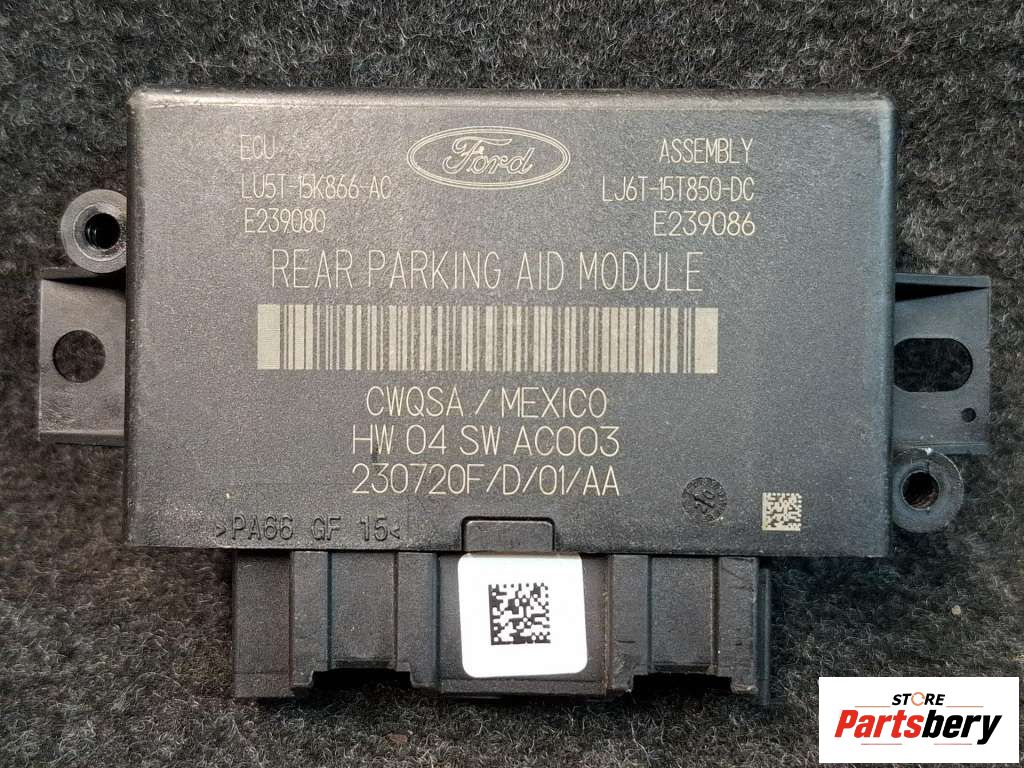 ECU
LU5T-15K866-AC
E239080
Ford
ASSEMBLY
LJ6T-15T850-DC
E239086
REAR PARKING AID MODULE
CWQSA / MEXICO
HW 04 SW AC003
230720F/D/01/AA
>PA66 GF 15<
STORE
Partsbery